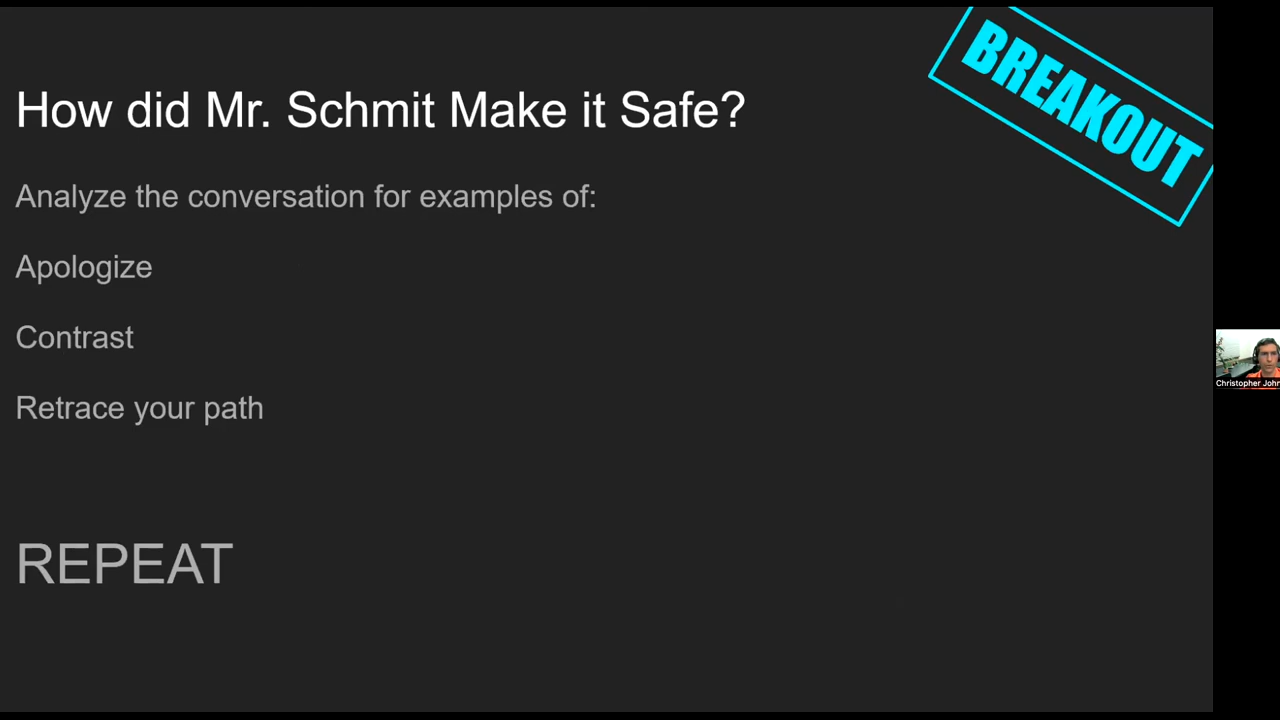 BREAKOUT
How did Mr. Schmit Make it Safe?
Analyze the conversation for examples of:
Apologize
Contrast
Retrace your path
REPEAT
Christopher John